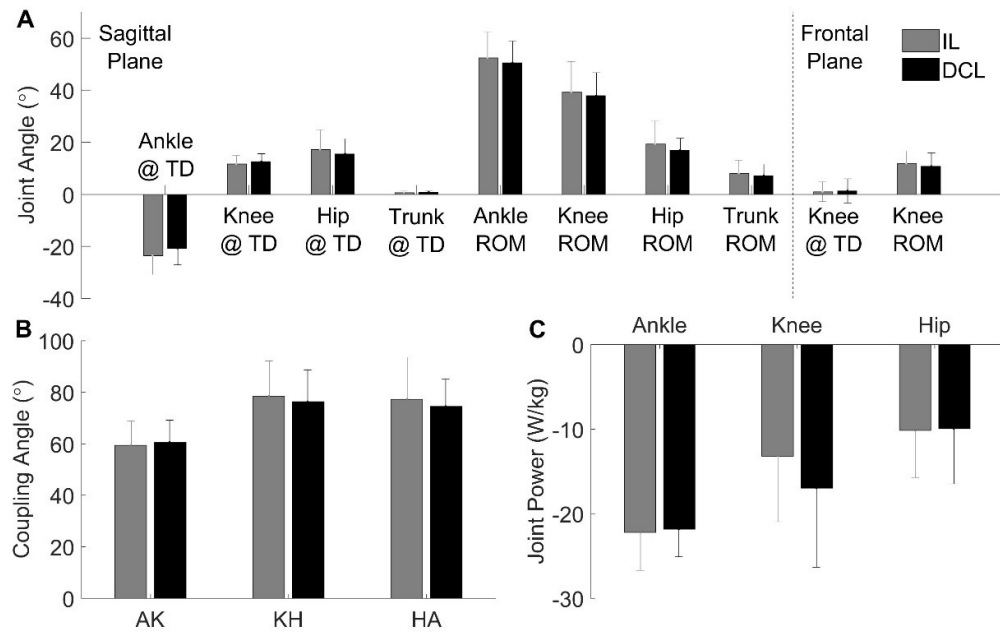 A
Sagittal
Plane
Frontal
Plane
IL
DCL
Joint Angle (°)
60
40
20
0
-20
-40
Ankle
@ TD
Knee
@ TD
Hip
@ TD
Trunk
@ TD
Ankle
ROM
Knee
ROM
Hip
ROM
Trunk
ROM
Knee
@ TD
Knee
ROM
B
Coupling Angle (°)
100
80
60
40
20
0
AK
KH
HA
C
Ankle
Knee
Hip
Joint Power (W/kg)
0
-10
-20
-30